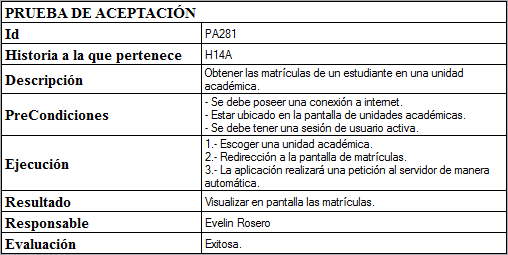 PRUEBA DE ACEPTACIÓN
Id PA281
Historia a la que pertenece H14A
Descripción Obtener las matrículas de un estudiante en una unidad
académica.
PreCondiciones - Se debe poseer una conexión a internet.
- Estar ubicado en la pantalla de unidades académicas.
- Se debe tener una sesión de usuario activa.
Ejecución 1.- Escoger una unidad académica.
2.- Redirección a la pantalla de matrículas.
3.- La aplicación realizará una petición al servidor de manera
automática.
Resultado Visualizar en pantalla las matrículas.
Responsable Evelin Rosero
Evaluación Exitosa.